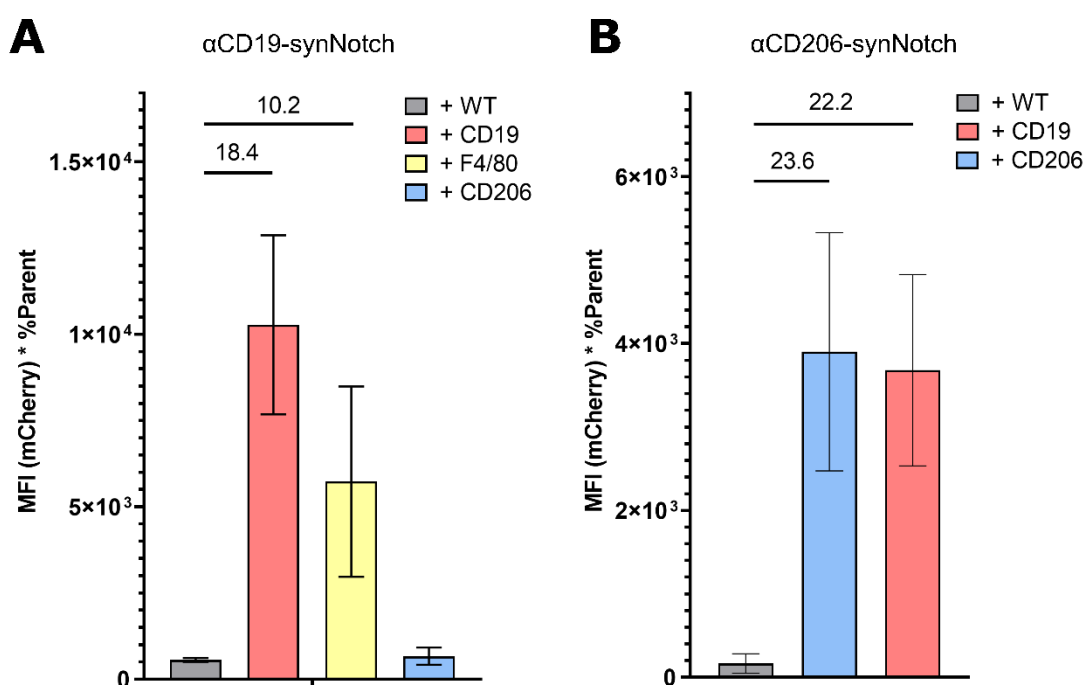 A
αCD19-synNotch
+ WT
+ CD19
+ F4/80
+ CD206
10.2
18.4
1.5×10⁴
1×10⁴
5×10³
0
MFI (mCherry) * %Parent
B
αCD206-synNotch
+ WT
+ CD19
+ CD206
22.2
23.6
6×10³
4×10³
2×10³
0
MFI (mCherry) * %Parent